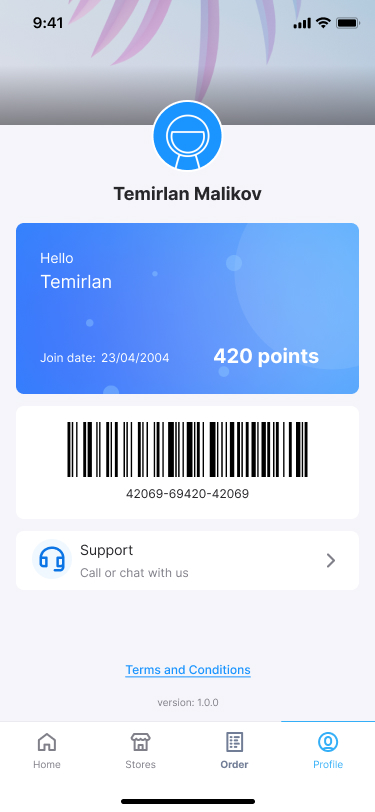 9:41
Temirlan Malikov
Hello
Temirlan
Join date: 23/04/2004
420 points
42069-69420-42069
Support
Call or chat with us
Terms and Conditions
version: 1.0.0
Home
Stores
Order
Profile